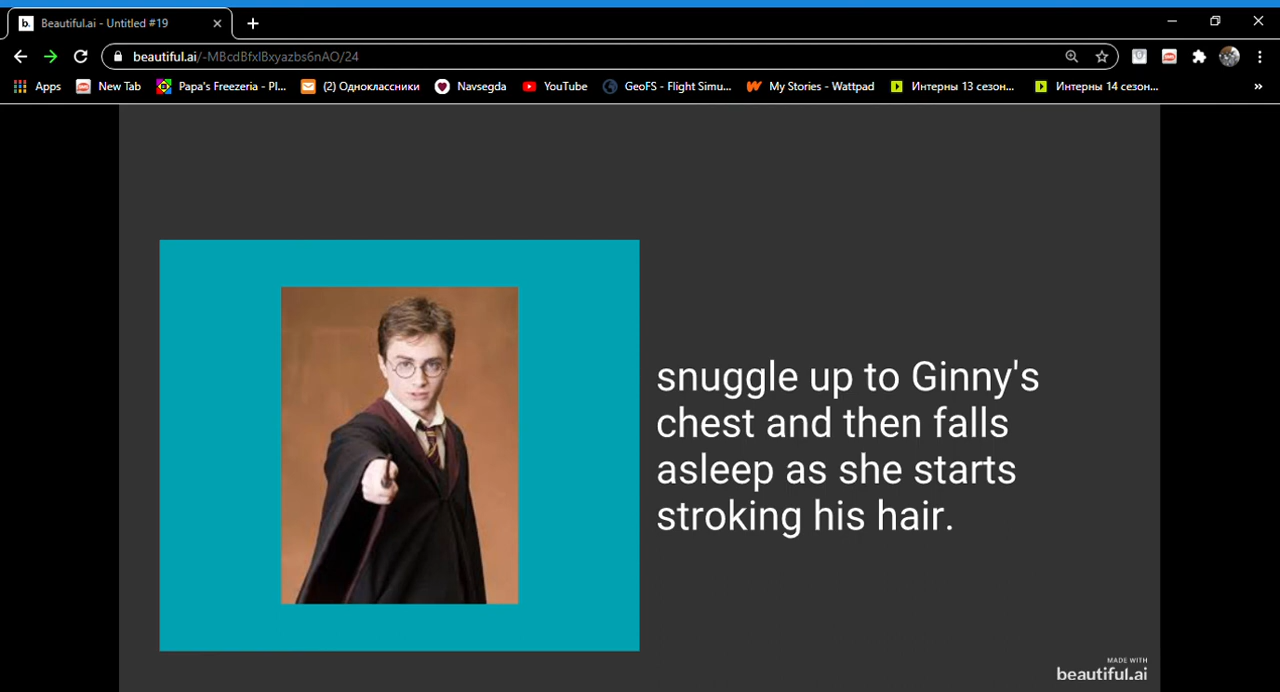 Beautiful.ai - Untitled #19
beautiful.ai/-MBcdBfxlBxyazbs6nAO/24
Apps New Tab Papa's Freezeria - Pl... (2) Одноклассники Navsegda YouTube GeoFS - Flight Simu... My Stories - Wattpad Интерны 13 сезон... Интерны 14 сезон... »
snuggle up to Ginny's
chest and then falls
asleep as she starts
stroking his hair.
MADE WITH
beautiful.ai